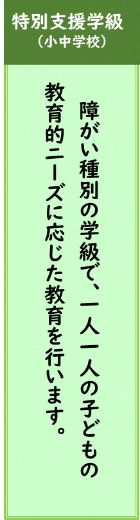 特別支援学級
（小中学校）
障がい種別の学級で、一人一人の子どもの
教育的ニーズに応じた教育を行います。